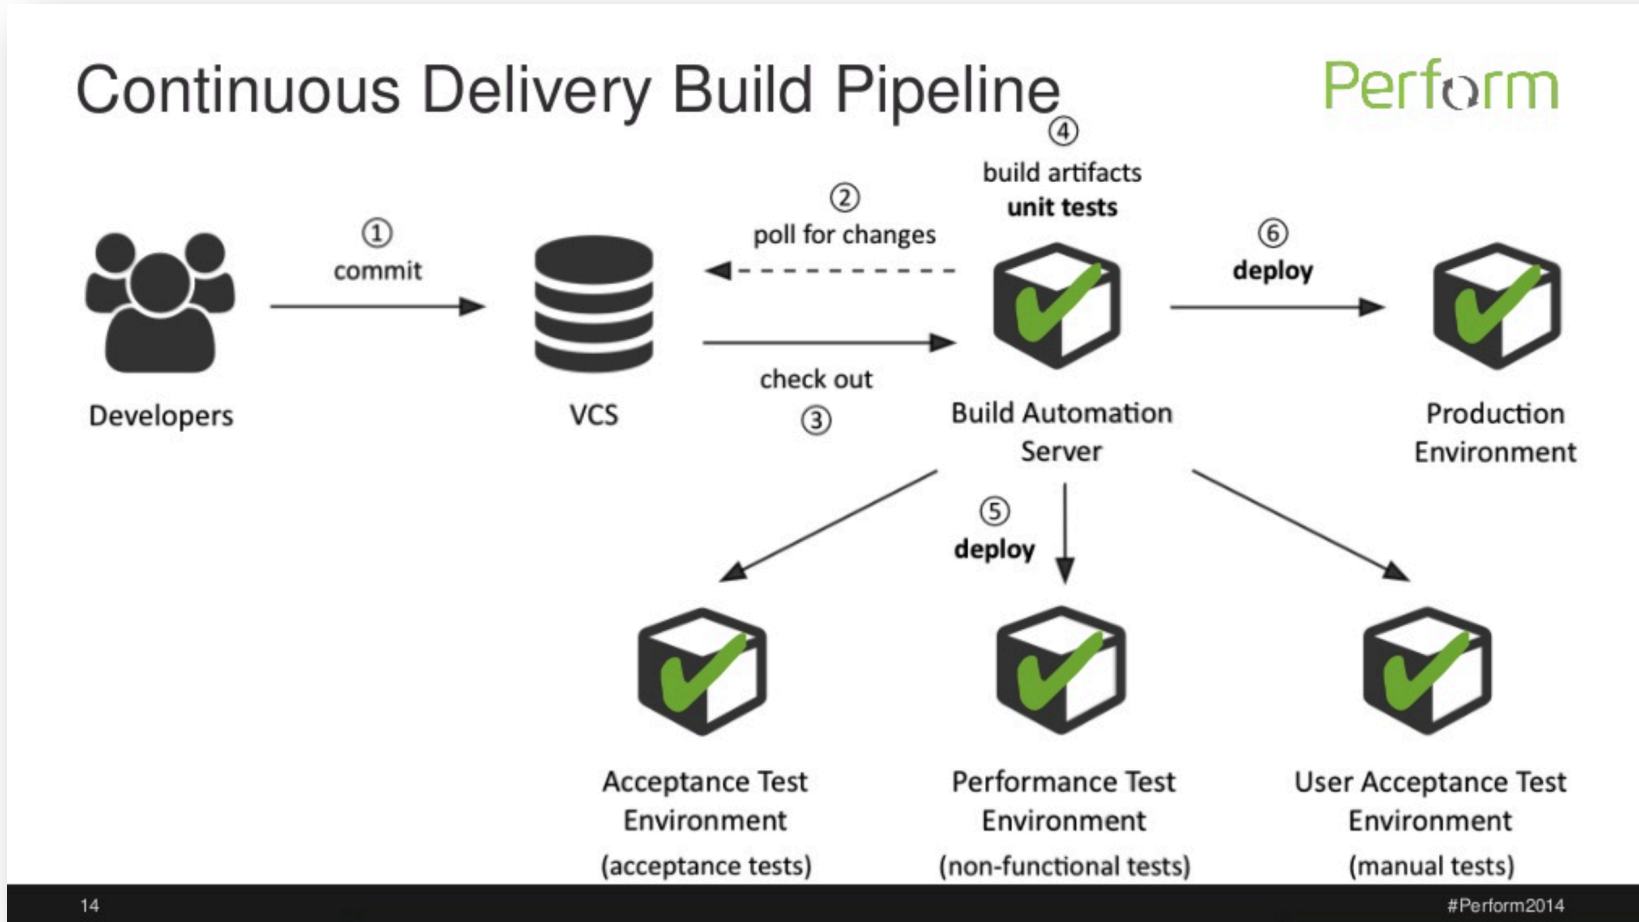 Continuous Delivery Build Pipeline
Perform
④
build artifacts
unit tests
②
poll for changes
①
commit
⑥
deploy
check out
③
Developers
VCS
Build Automation
Server
Production
Environment
⑤
deploy
Acceptance Test
Environment
(acceptance tests)
Performance Test
Environment
(non-functional tests)
User Acceptance Test
Environment
(manual tests)
14
#Perform2014